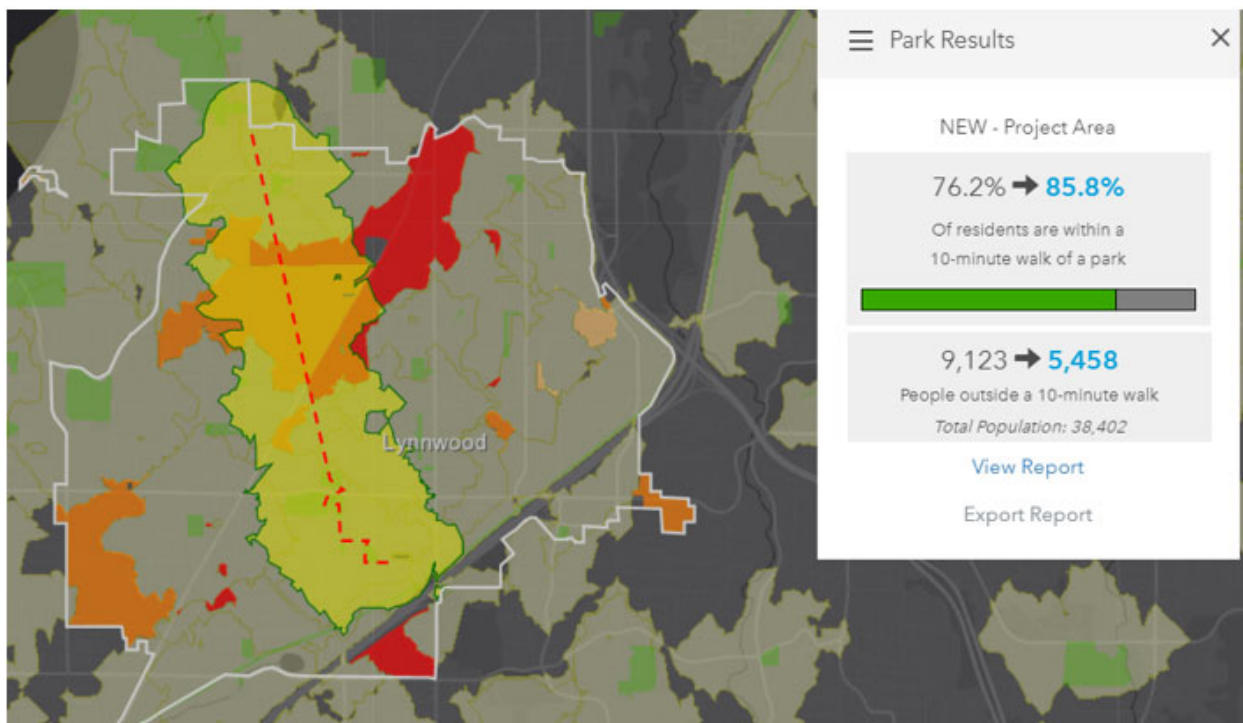 Park Results
NEW - Project Area
76.2% → 85.8%
Of residents are within a
10-minute walk of a park
9,123 → 5,458
People outside a 10-minute walk
Total Population: 38,402
View Report
Export Report
Lynnwood